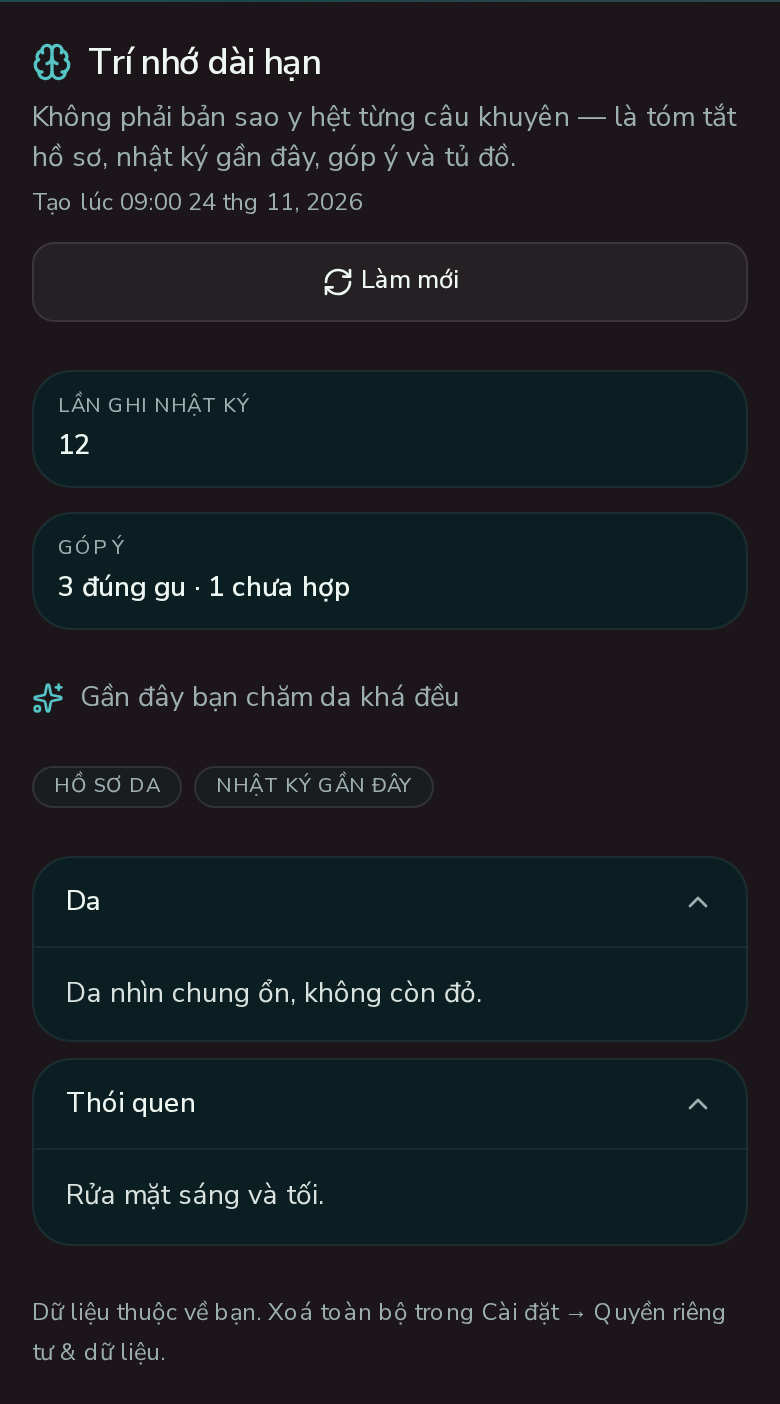 Trí nhớ dài hạn
Không phải bản sao y hệt từng câu khuyên — là tóm tắt
hồ sơ, nhật ký gần đây, góp ý và tủ đồ.
Tạo lúc 09:00 24 thg 11, 2026
Làm mới
LẦN GHI NHẬT KÝ
12
GÓP Ý
3 đúng gu · 1 chưa hợp
Gần đây bạn chăm da khá đều
HỒ SƠ DA
NHẬT KÝ GẦN ĐÂY
Da
Da nhìn chung ổn, không còn đỏ.
Thói quen
Rửa mặt sáng và tối.
Dữ liệu thuộc về bạn. Xoá toàn bộ trong Cài đặt → Quyền riêng
tư & dữ liệu.